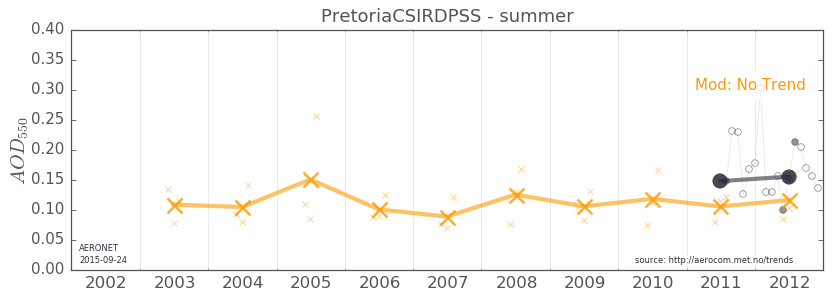 PretoriaCSIRDPSS - summer
0.40
0.35
0.30
0.25
0.20
0.15
0.10
0.05
0.00
AOD550
Mod: No Trend
AERONET
2015-09-24
source: http://aerocom.met.no/trends
2002 2003 2004 2005 2006 2007 2008 2009 2010 2011 2012